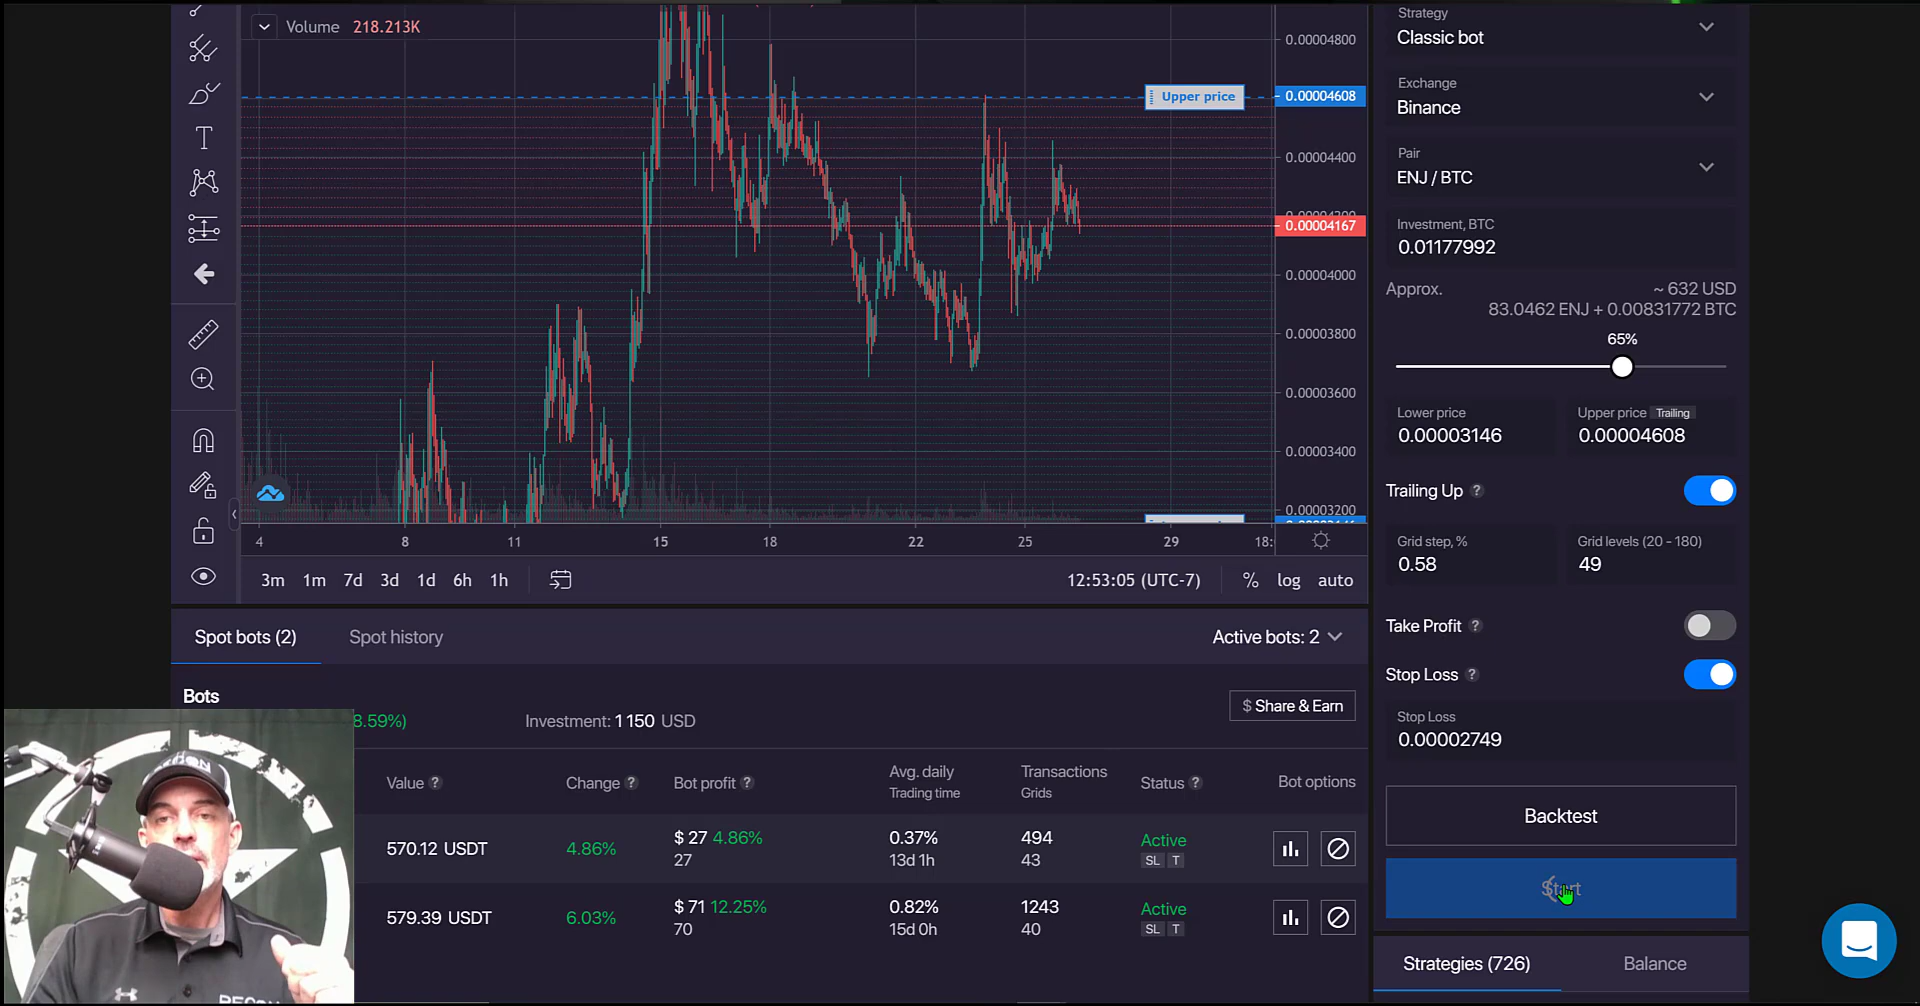 Volume 218.213K
0.00004800
Upper price
0.00004608
0.00004400
0.00004167
0.00004000
0.00003800
0.00003600
0.00003400
0.00003200
4 8 11 15 18 22 25 29 18:
3m 1m 7d 3d 1d 6h 1h
12:53:05 (UTC-7) % log auto
Spot bots (2) Spot history
Active bots: 2
Bots
8.59%) Investment: 1 150 USD
$ Share & Earn
Value ? Change ? Bot profit ? Avg. daily Transactions Status ? Bot options
Trading time Grids
570.12 USDT 4.86% $ 27 4.86% 0.37% 494 Active
27 13d 1h 43 SL T
579.39 USDT 6.03% $ 71 12.25% 0.82% 1243 Active
70 15d 0h 40 SL T
Strategy
Classic bot
Exchange
Binance
Pair
ENJ / BTC
Investment, BTC
0.01177992
Approx. ~ 632 USD
83.0462 ENJ + 0.00831772 BTC
65%
Lower price Upper price Trailing
0.00003146 0.00004608
Trailing Up ?
Grid step, % Grid levels (20 - 180)
0.58 49
Take Profit ?
Stop Loss ?
Stop Loss
0.00002749
Backtest
Start
Strategies (726) Balance